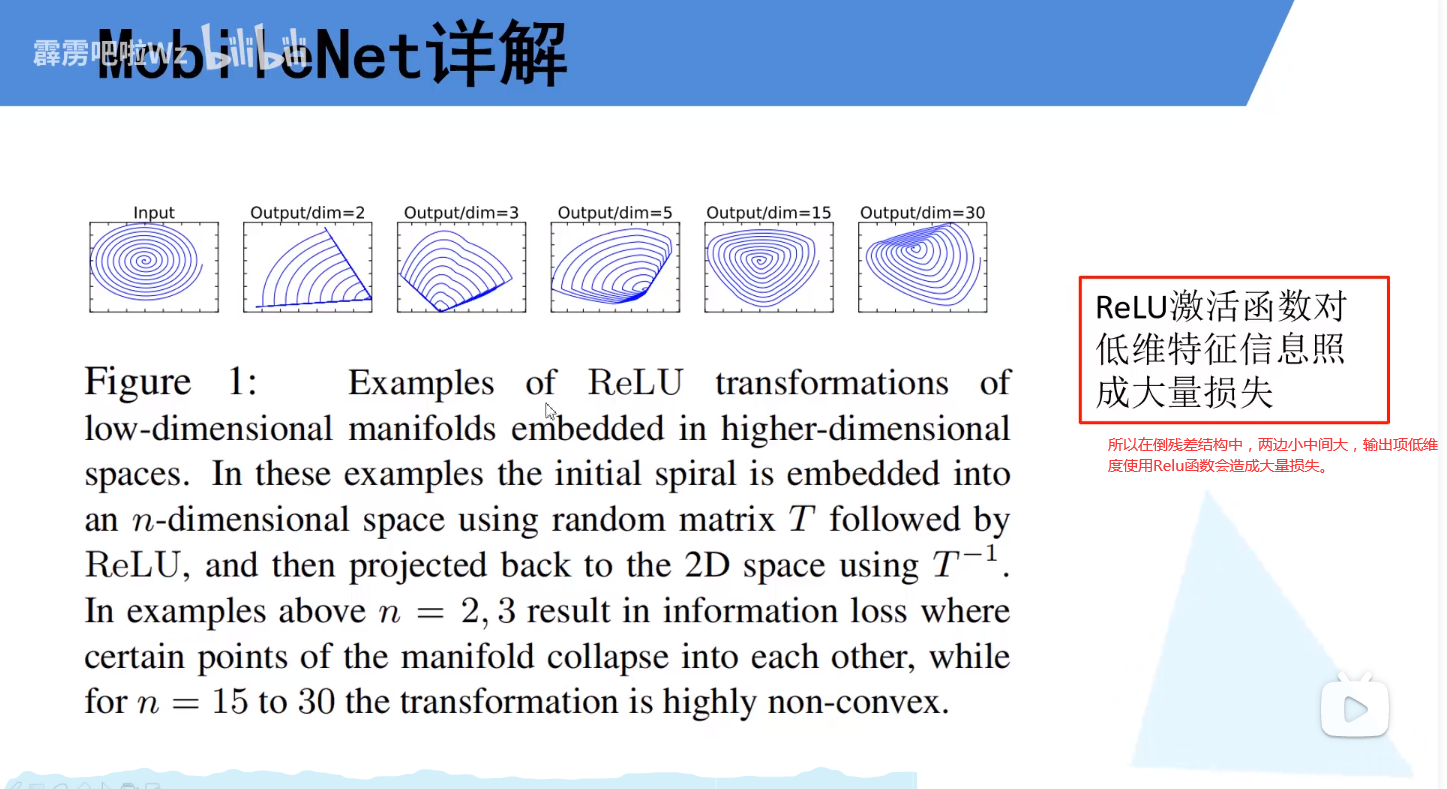 霹雳吧啦Wz bilibili
MobileNet详解
Input
Output/dim=2
Output/dim=3
Output/dim=5
Output/dim=15
Output/dim=30
Figure 1: Examples of ReLU transformations of
low-dimensional manifolds embedded in higher-dimensional
spaces. In these examples the initial spiral is embedded into
an n-dimensional space using random matrix T followed by
ReLU, and then projected back to the 2D space using T⁻¹.
In examples above n = 2, 3 result in information loss where
certain points of the manifold collapse into each other, while
for n = 15 to 30 the transformation is highly non-convex.
ReLU激活函数对
低维特征信息照
成大量损失
所以在倒残差结构中，两边小中间大，输出项低维
度使用Relu函数会造成大量损失。